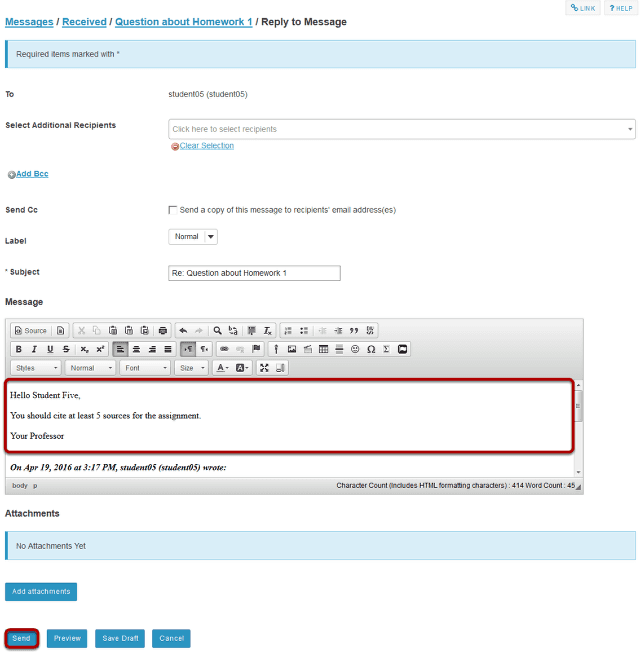 LINK ? HELP
Messages / Received / Question about Homework 1 / Reply to Message
Required items marked with *
To student05 (student05)
Select Additional Recipients Click here to select recipients
Clear Selection
Add Bcc
Send Cc Send a copy of this message to recipients' email address(es)
Label Normal
* Subject Re: Question about Homework 1
Message
Source
B I U S x₂ x² Ω Σ
Styles Normal Font Size A A
Hello Student Five,
You should cite at least 5 sources for the assignment.
Your Professor
On Apr 19, 2016 at 3:17 PM, student05 (student05) wrote:
body p Character Count (Includes HTML formatting characters) : 414 Word Count : 45
Attachments
No Attachments Yet
Add attachments
Send Preview Save Draft Cancel